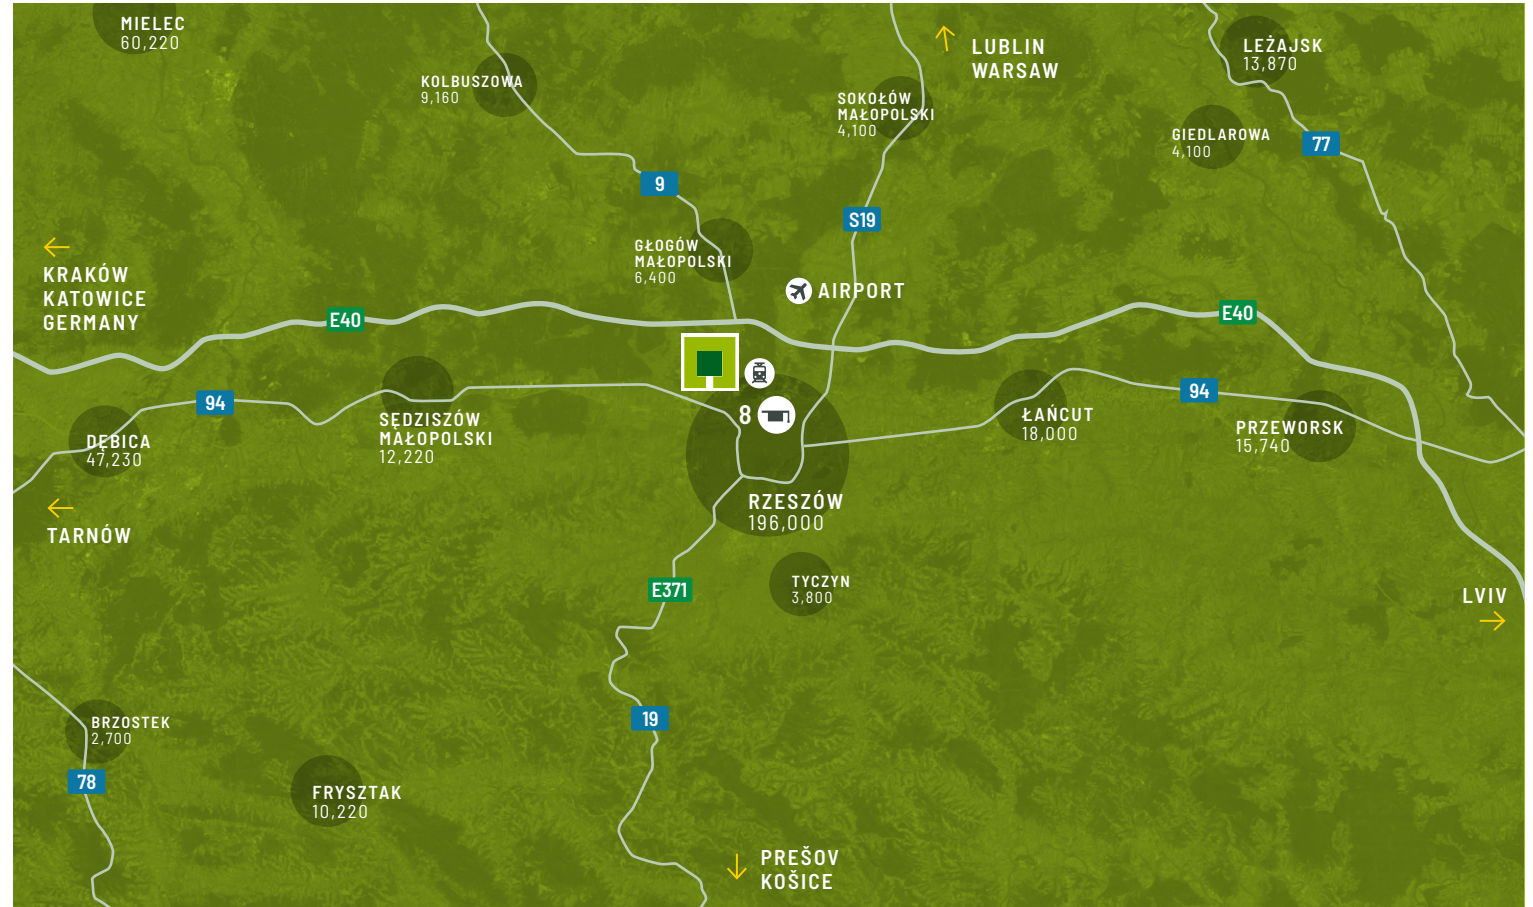 MIELEC
60,220
KOLBUSZOWA
9,160
SOKOŁÓW
MAŁOPOLSKI
4,100
LUBLIN
WARSAW
LEŻAJSK
13,870
GIEDLAROWA
4,100
77
9
S19
GŁOGÓW
MAŁOPOLSKI
6,400
AIRPORT
KRAKÓW
KATOWICE
GERMANY
E40
E40
94
SĘDZISZÓW
MAŁOPOLSKI
12,220
DĘBICA
47,230
8
ŁAŃCUT
18,000
94
PRZEWORSK
15,740
RZESZÓW
196,000
TARNÓW
E371
TYCZYN
3,800
LVIV
19
BRZOSTEK
2,700
78
FRYSZTAK
10,220
PREŠOV
KOŠICE